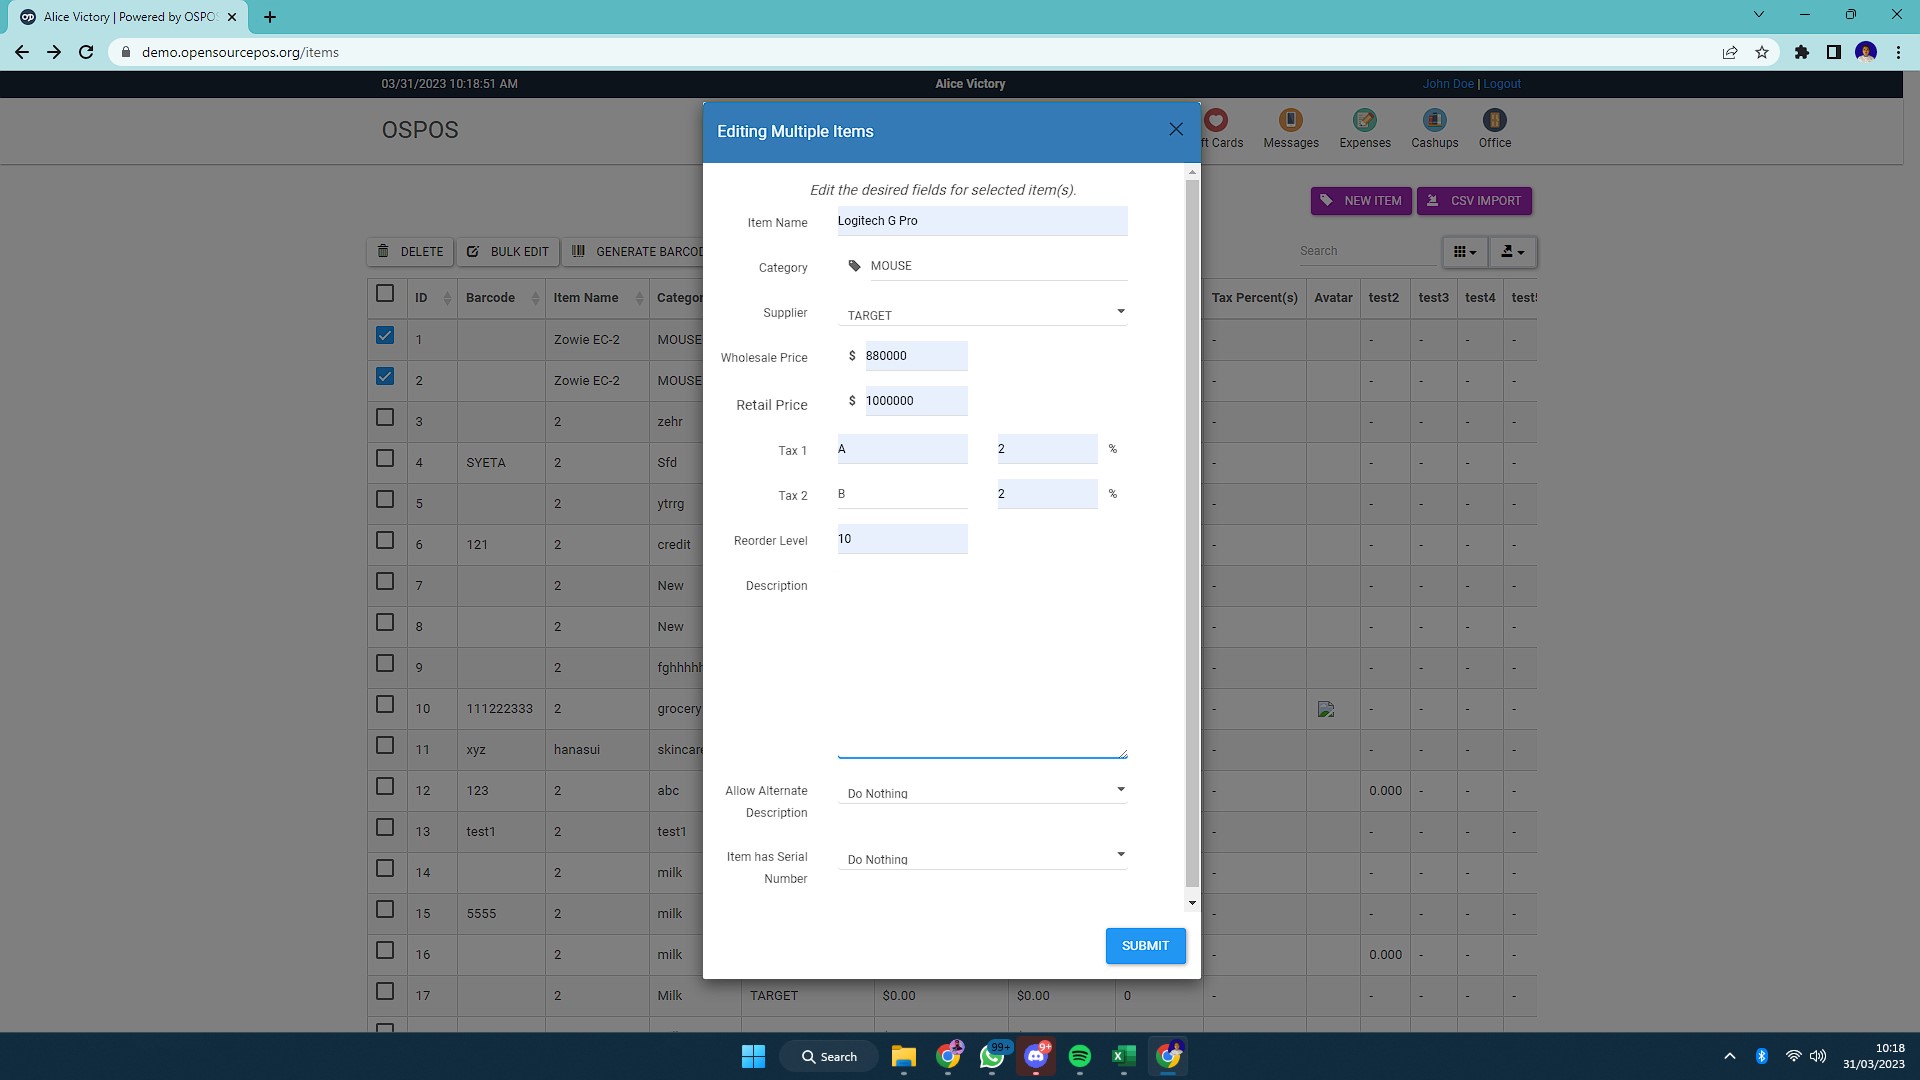 Alice Victory | Powered by OSPO
demo.opensourcepos.org/items
03/31/2023 10:18:51 AM
Alice Victory
John Doe | Logout
OSPOS
ft Cards
Messages
Expenses
Cashups
Office
Editing Multiple Items
Edit the desired fields for selected item(s).
NEW ITEM
CSV IMPORT
DELETE
BULK EDIT
GENERATE BARCOD
Search
ID Barcode Item Name Categor Tax Percent(s) Avatar test2 test3 test4 test5
1 Zowie EC-2 MOUSE - - - - -
2 Zowie EC-2 MOUSE - - - - -
3 2 zehr - - - - -
4 SYETA 2 Sfd - - - - -
5 2 ytrrg - - - - -
6 121 2 credit - - - - -
7 2 New - - - - -
8 2 New - - - - -
9 2 fghhhhh - - - - -
10 111222333 2 grocery - - - - -
11 xyz hanasui skincare - - - - -
12 123 2 abc - 0.000 - - -
13 test1 2 test1 - - - - -
14 2 milk - - - - -
15 5555 2 milk - - - - -
16 2 milk - 0.000 - - -
17 2 Milk TARGET $0.00 $0.00 0 - - - - -
Item Name Logitech G Pro
Category MOUSE
Supplier TARGET
Wholesale Price $ 880000
Retail Price $ 1000000
Tax 1 A 2 %
Tax 2 B 2 %
Reorder Level 10
Description
Allow Alternate Description Do Nothing
Item has Serial Number Do Nothing
SUBMIT
Search
99+
9+
10:18
31/03/2023